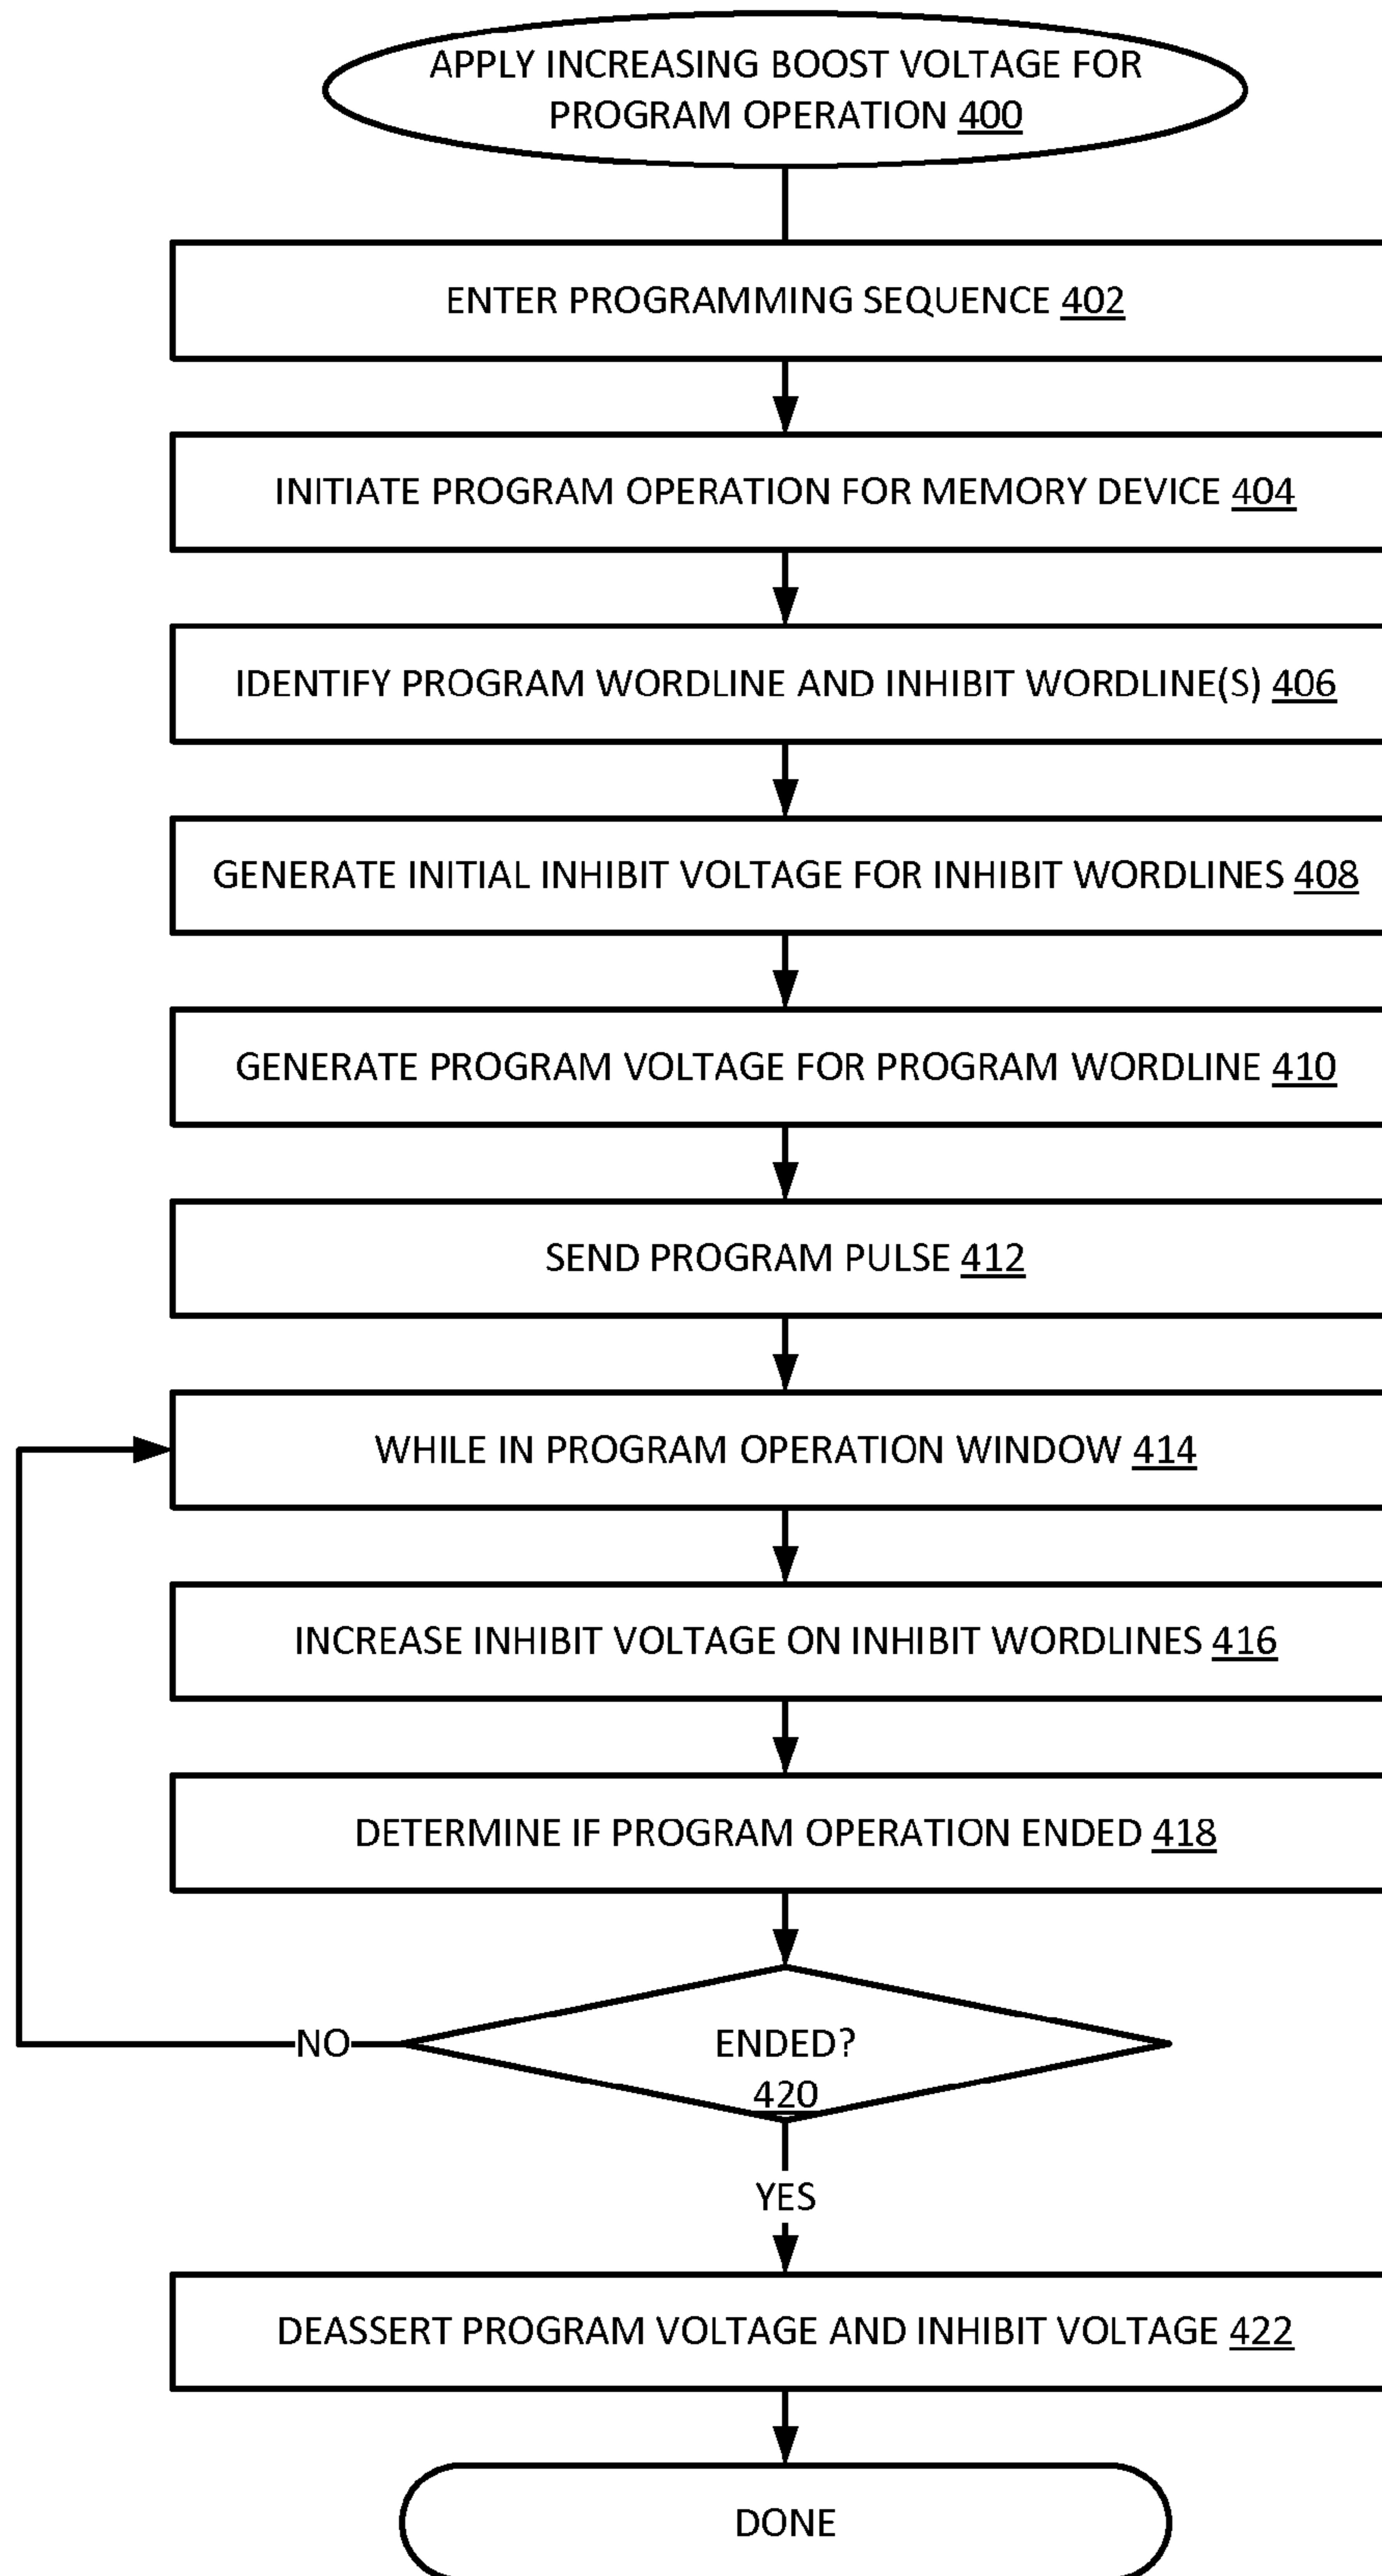 APPLY INCREASING BOOST VOLTAGE FOR
PROGRAM OPERATION 400
ENTER PROGRAMMING SEQUENCE 402
INITIATE PROGRAM OPERATION FOR MEMORY DEVICE 404
IDENTIFY PROGRAM WORDLINE AND INHIBIT WORDLINE(S) 406
GENERATE INITIAL INHIBIT VOLTAGE FOR INHIBIT WORDLINES 408
GENERATE PROGRAM VOLTAGE FOR PROGRAM WORDLINE 410
SEND PROGRAM PULSE 412
WHILE IN PROGRAM OPERATION WINDOW 414
INCREASE INHIBIT VOLTAGE ON INHIBIT WORDLINES 416
DETERMINE IF PROGRAM OPERATION ENDED 418
NO
ENDED?
420
YES
DEASSERT PROGRAM VOLTAGE AND INHIBIT VOLTAGE 422
DONE